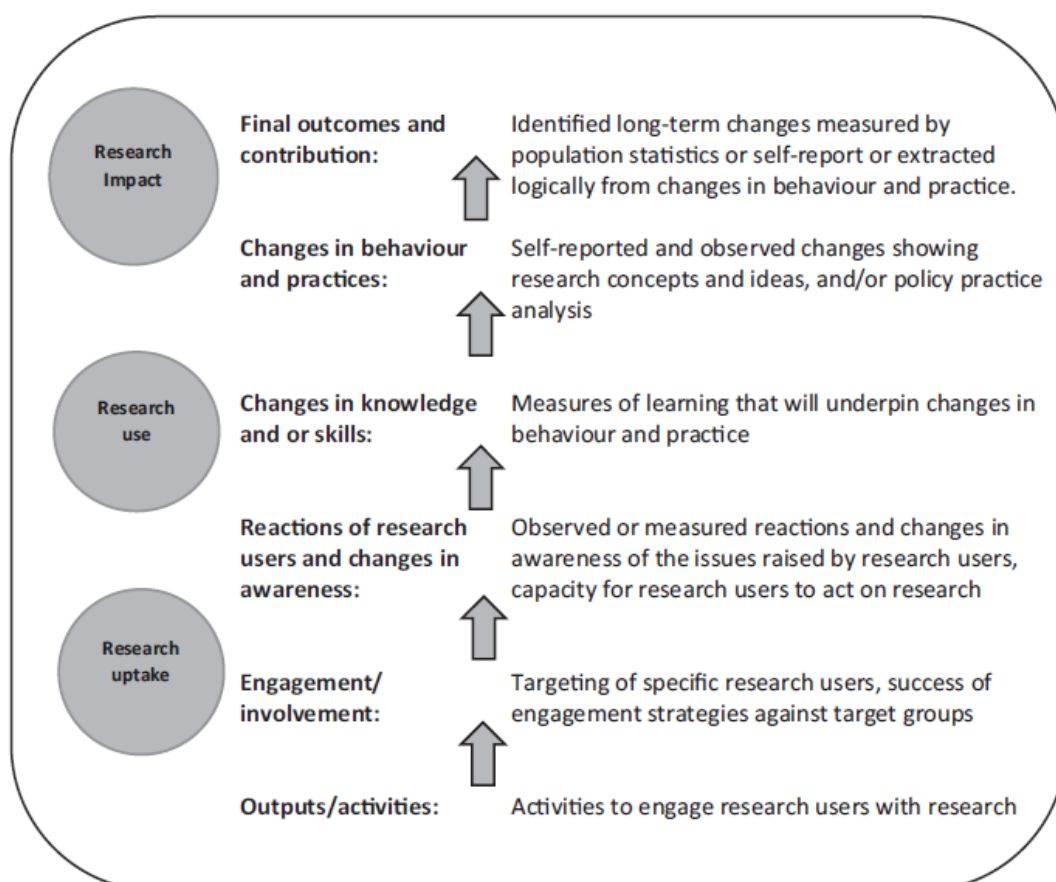 Research
Impact
Final outcomes and
contribution:
Identified long-term changes measured by
population statistics or self-report or extracted
logically from changes in behaviour and practice.
Changes in behaviour
and practices:
Self-reported and observed changes showing
research concepts and ideas, and/or policy practice
analysis
Research
use
Changes in knowledge
and or skills:
Measures of learning that will underpin changes in
behaviour and practice
Reactions of research
users and changes in
awareness:
Observed or measured reactions and changes in
awareness of the issues raised by research users,
capacity for research users to act on research
Research
uptake
Engagement/
involvement:
Targeting of specific research users, success of
engagement strategies against target groups
Outputs/activities:
Activities to engage research users with research